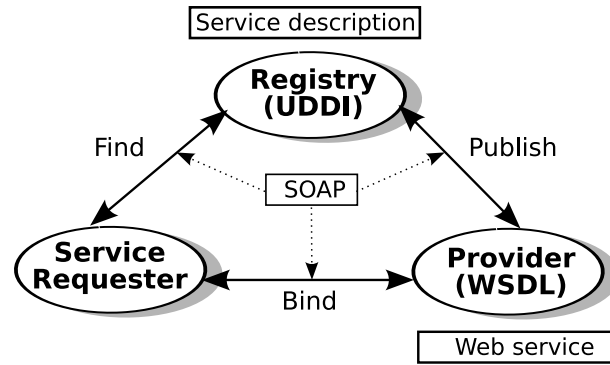 Service description
Registry
(UDDI)
Find
Publish
SOAP
Service
Requester
Provider
(WSDL)
Bind
Web service